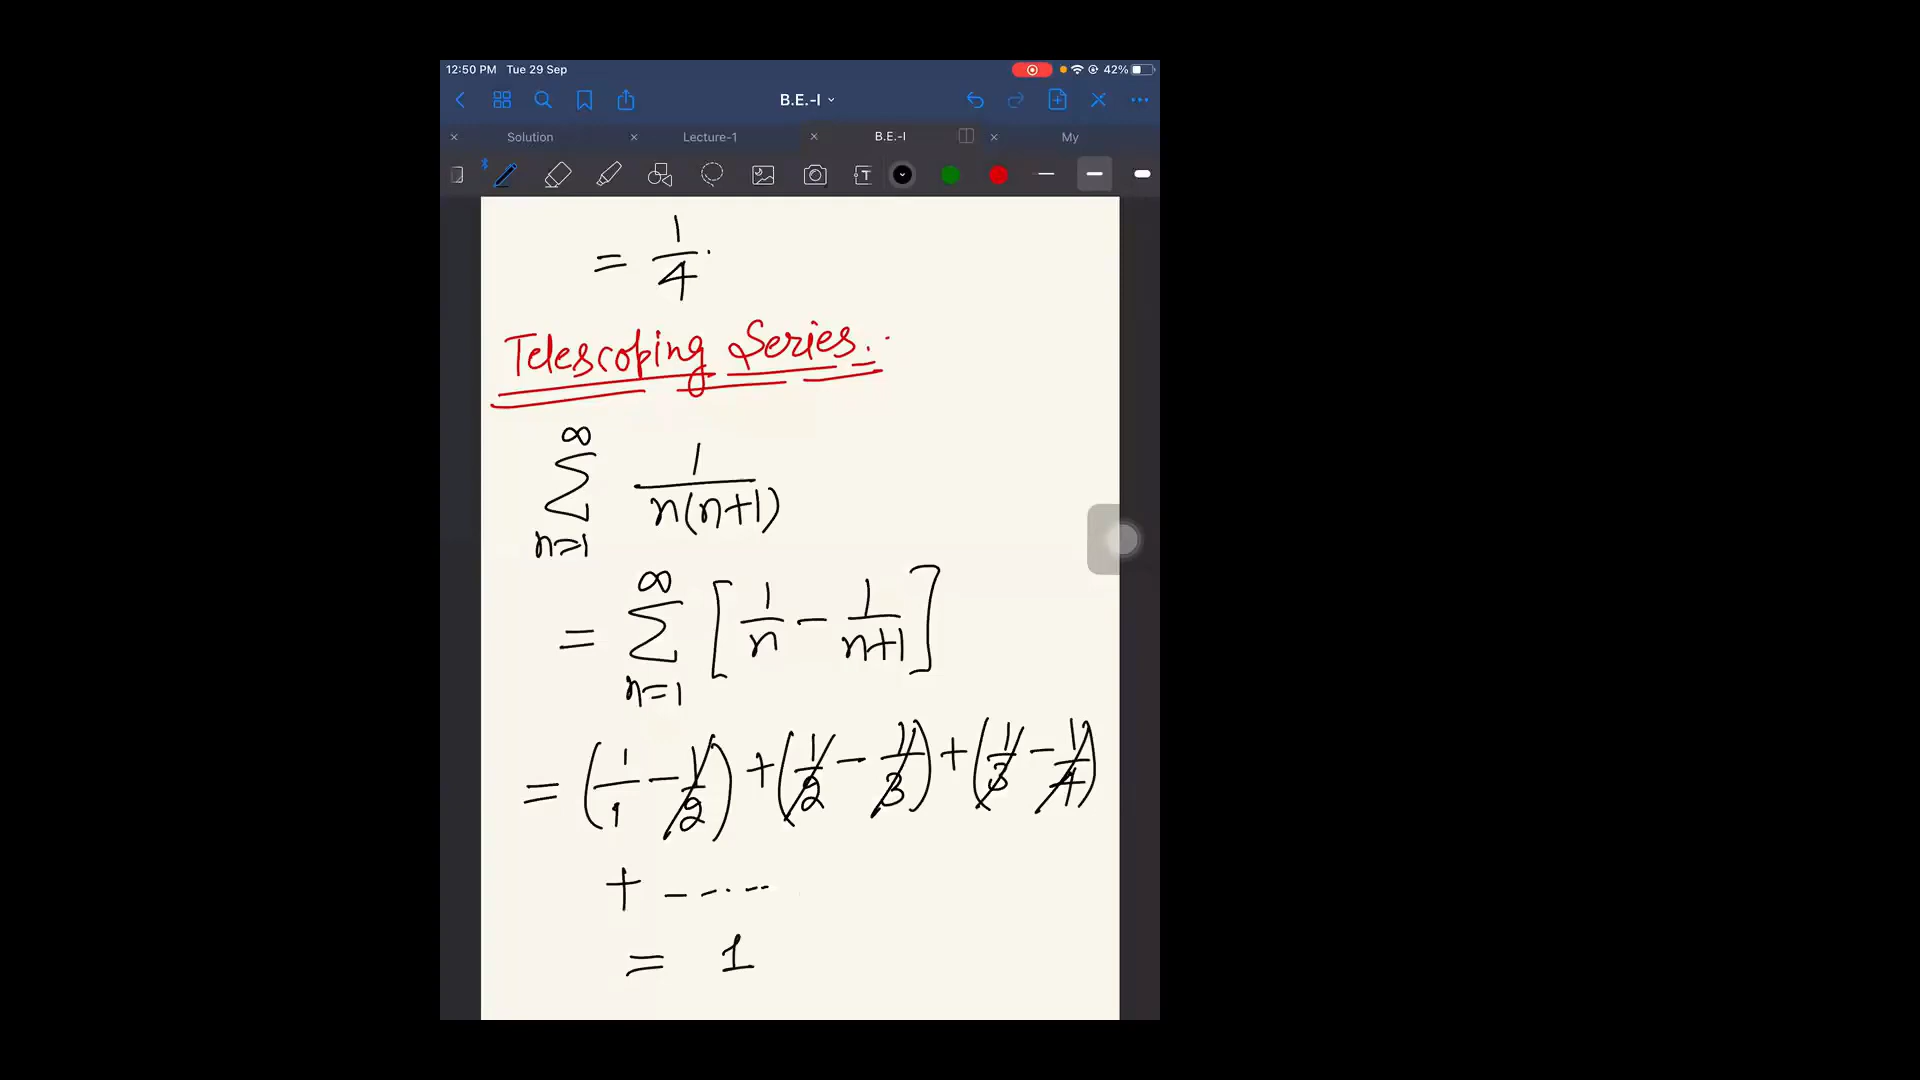 12:50 PM Tue 29 Sep 42%
B.E.-I
Solution Lecture-1 B.E.-I My
T
= 1/4.
Telescoping Series..
∞
∑ 1/n(n+1)
n=1
∞
= ∑ [1/n - 1/n+1]
n=1
= (1/1 - 1/2) + (1/2 - 1/3) + (1/3 - 1/4)
+ -----
= 1